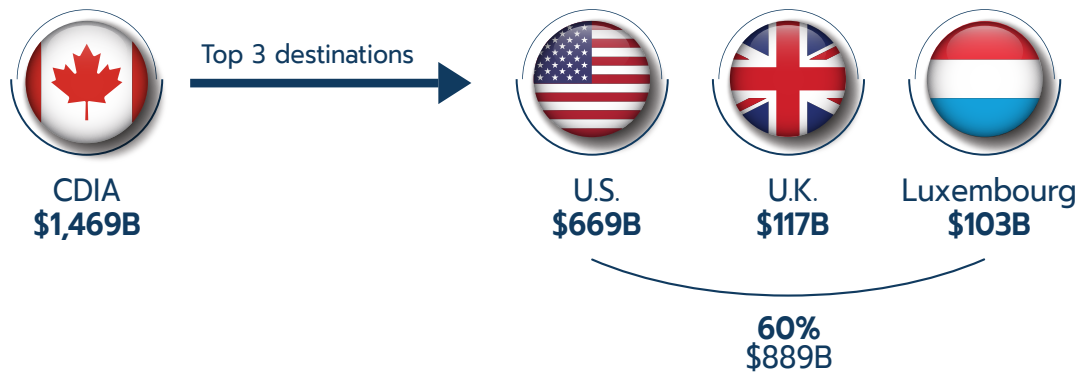 Top 3 destinations
CDIA
$1,469B
U.S.
$669B
U.K.
$117B
Luxembourg
$103B
60%
$889B